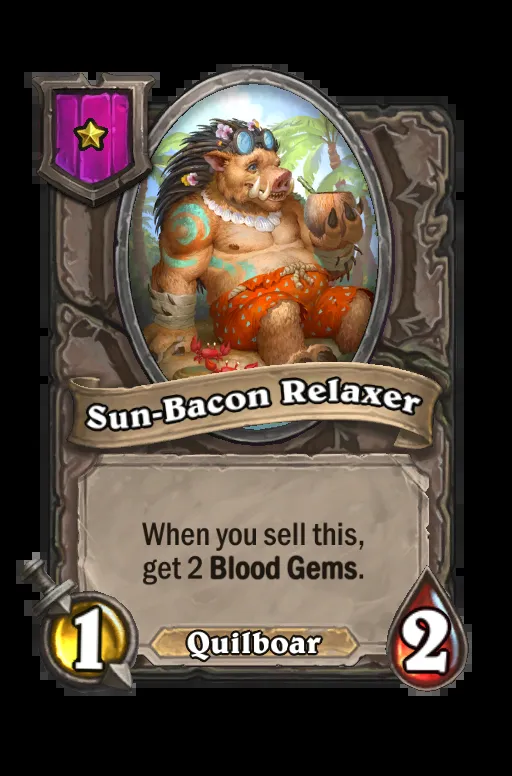 Sun-Bacon Relaxer
When you sell this,
get 2 Blood Gems.
1
Quilboar
2